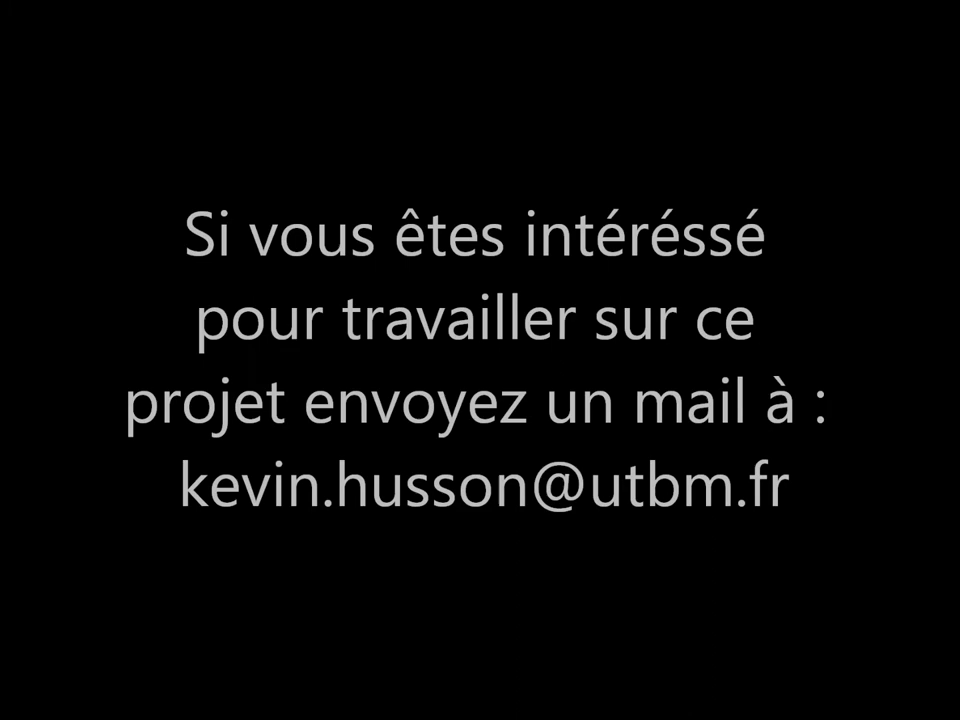 Si vous êtes intéréssé
pour travailler sur ce
projet envoyez un mail à :
kevin.husson@utbm.fr